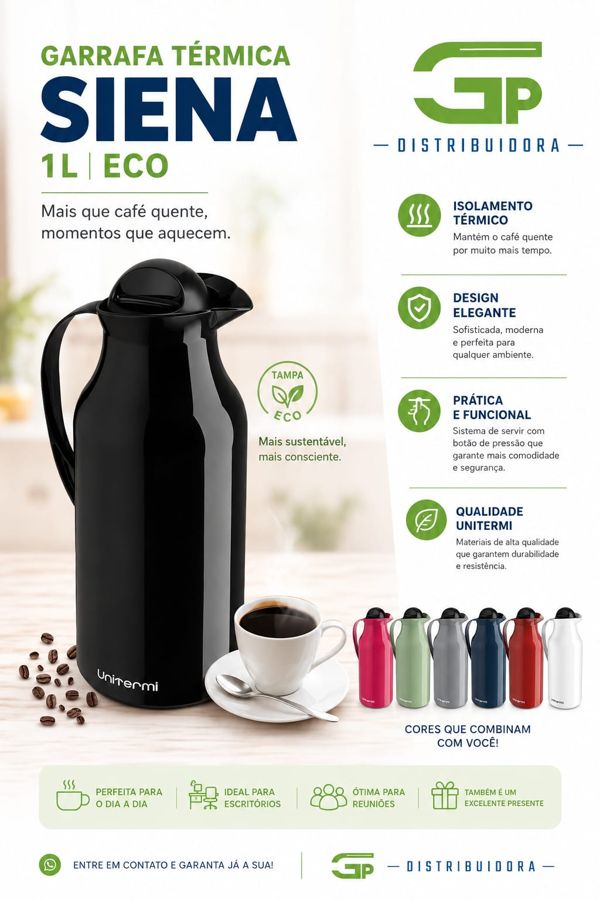 GARRAFA TÉRMICA
SIENA
1L | ECO
Mais que café quente,
momentos que aquecem.
GP
DISTRIBUIDORA
ISOLAMENTO
TÉRMICO
Mantém o café quente
por muito mais tempo.
DESIGN
ELEGANTE
Sofisticada, moderna
e perfeita para
qualquer ambiente.
PRÁTICA
E FUNCIONAL
Sistema de servir com
botão de pressão que
garante mais comodidade
e segurança.
QUALIDADE
UNITERMI
Materiais de alta qualidade
que garantem durabilidade
e resistência.
TAMPA
ECO
Mais sustentável,
mais consciente.
Unitermi
CORES QUE COMBINAM
COM VOCÊ!
PERFEITA PARA
O DIA A DIA
IDEAL PARA
ESCRITÓRIOS
ÓTIMA PARA
REUNIÕES
TAMBÉM É UM
EXCELENTE PRESENTE
ENTRE EM CONTATO E GARANTA JÁ A SUA!
GP
DISTRIBUIDORA